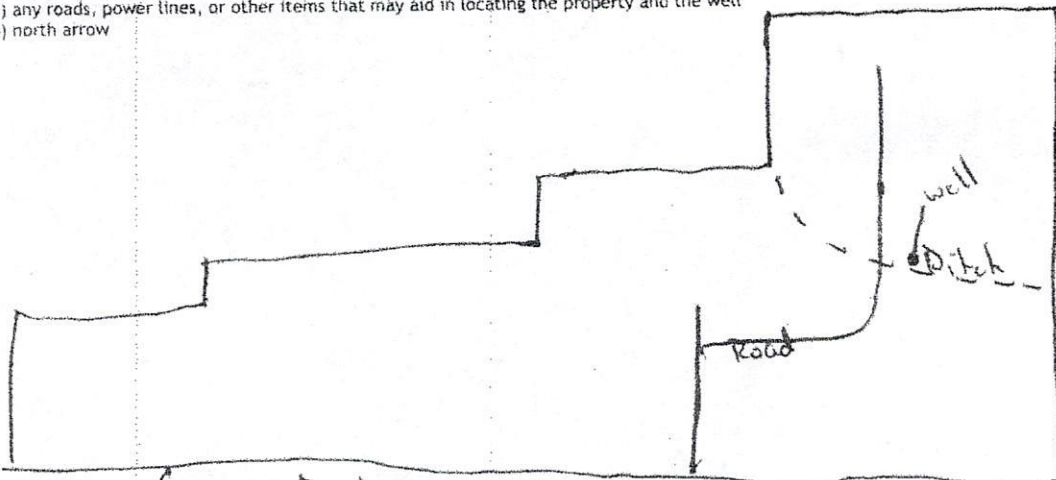 ) any roads, power lines, or other items that may aid in locating the property and the well
) north arrow
well
Ditch
Road